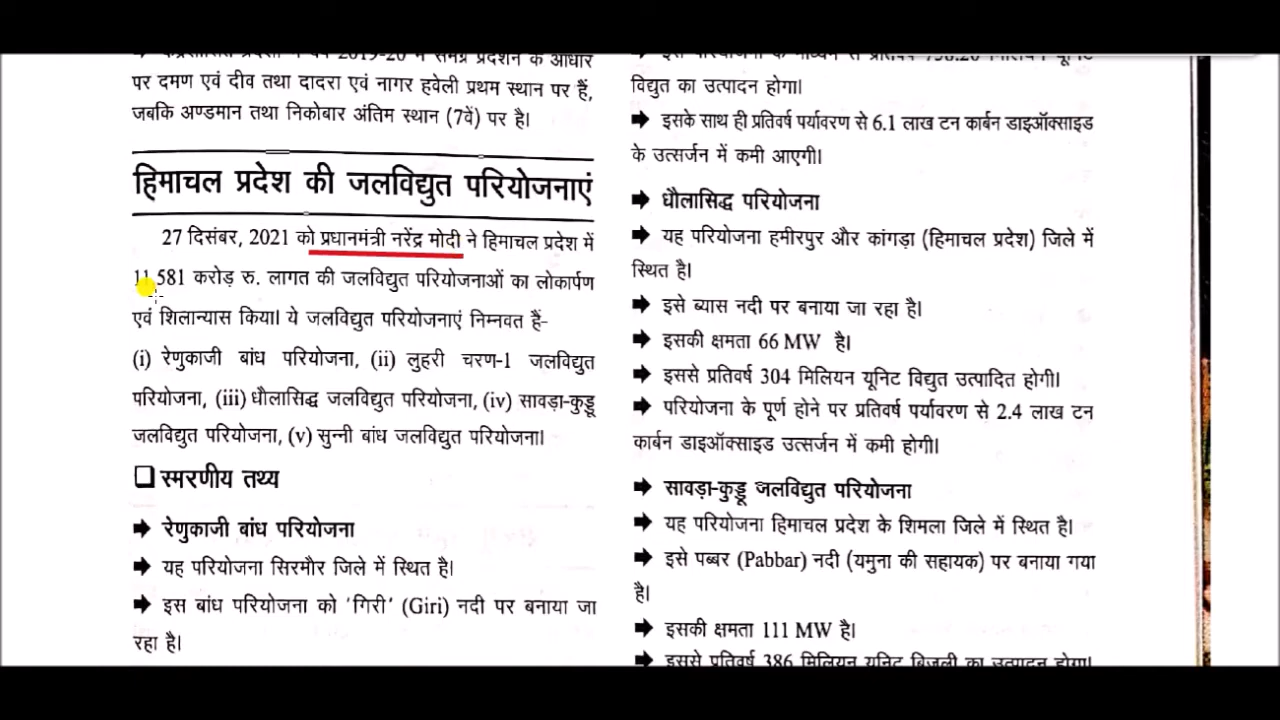 पर दमण एवं दीव तथा दादरा एवं नागर हवेली प्रथम स्थान पर हैं,
जबकि अण्डमान तथा निकोबार अंतिम स्थान (7वें) पर है।
हिमाचल प्रदेश की जलविद्युत परियोजनाएं
27 दिसंबर, 2021 को प्रधानमंत्री नरेंद्र मोदी ने हिमाचल प्रदेश में
11,581 करोड़ रु. लागत की जलविद्युत परियोजनाओं का लोकार्पण
एवं शिलान्यास किया। ये जलविद्युत परियोजनाएं निम्नवत हैं-
(i) रेणुकाजी बांध परियोजना, (ii) लुहरी चरण-1 जलविद्युत
परियोजना, (iii) धौलासिद्ध जलविद्युत परियोजना, (iv) सावड़ा-कुड्डू
जलविद्युत परियोजना, (v) सुन्नी बांध जलविद्युत परियोजना।
❑ स्मरणीय तथ्य
➡ रेणुकाजी बांध परियोजना
➡ यह परियोजना सिरमौर जिले में स्थित है।
➡ इस बांध परियोजना को 'गिरी' (Giri) नदी पर बनाया जा
रहा है।
विद्युत का उत्पादन होगा।
➡ इसके साथ ही प्रतिवर्ष पर्यावरण से 6.1 लाख टन कार्बन डाइऑक्साइड
के उत्सर्जन में कमी आएगी।
➡ धौलासिद्ध परियोजना
➡ यह परियोजना हमीरपुर और कांगड़ा (हिमाचल प्रदेश) जिले में
स्थित है।
➡ इसे ब्यास नदी पर बनाया जा रहा है।
➡ इसकी क्षमता 66 MW है।
➡ इससे प्रतिवर्ष 304 मिलियन यूनिट विद्युत उत्पादित होगी।
➡ परियोजना के पूर्ण होने पर प्रतिवर्ष पर्यावरण से 2.4 लाख टन
कार्बन डाइऑक्साइड उत्सर्जन में कमी होगी।
➡ सावड़ा-कुड्डू जलविद्युत परियोजना
➡ यह परियोजना हिमाचल प्रदेश के शिमला जिले में स्थित है।
➡ इसे पब्बर (Pabbar) नदी (यमुना की सहायक) पर बनाया गया
है।
➡ इसकी क्षमता 111 MW है।
➡ इससे प्रतिवर्ष 386 मिलियन यूनिट बिजली का उत्पादन होगा।